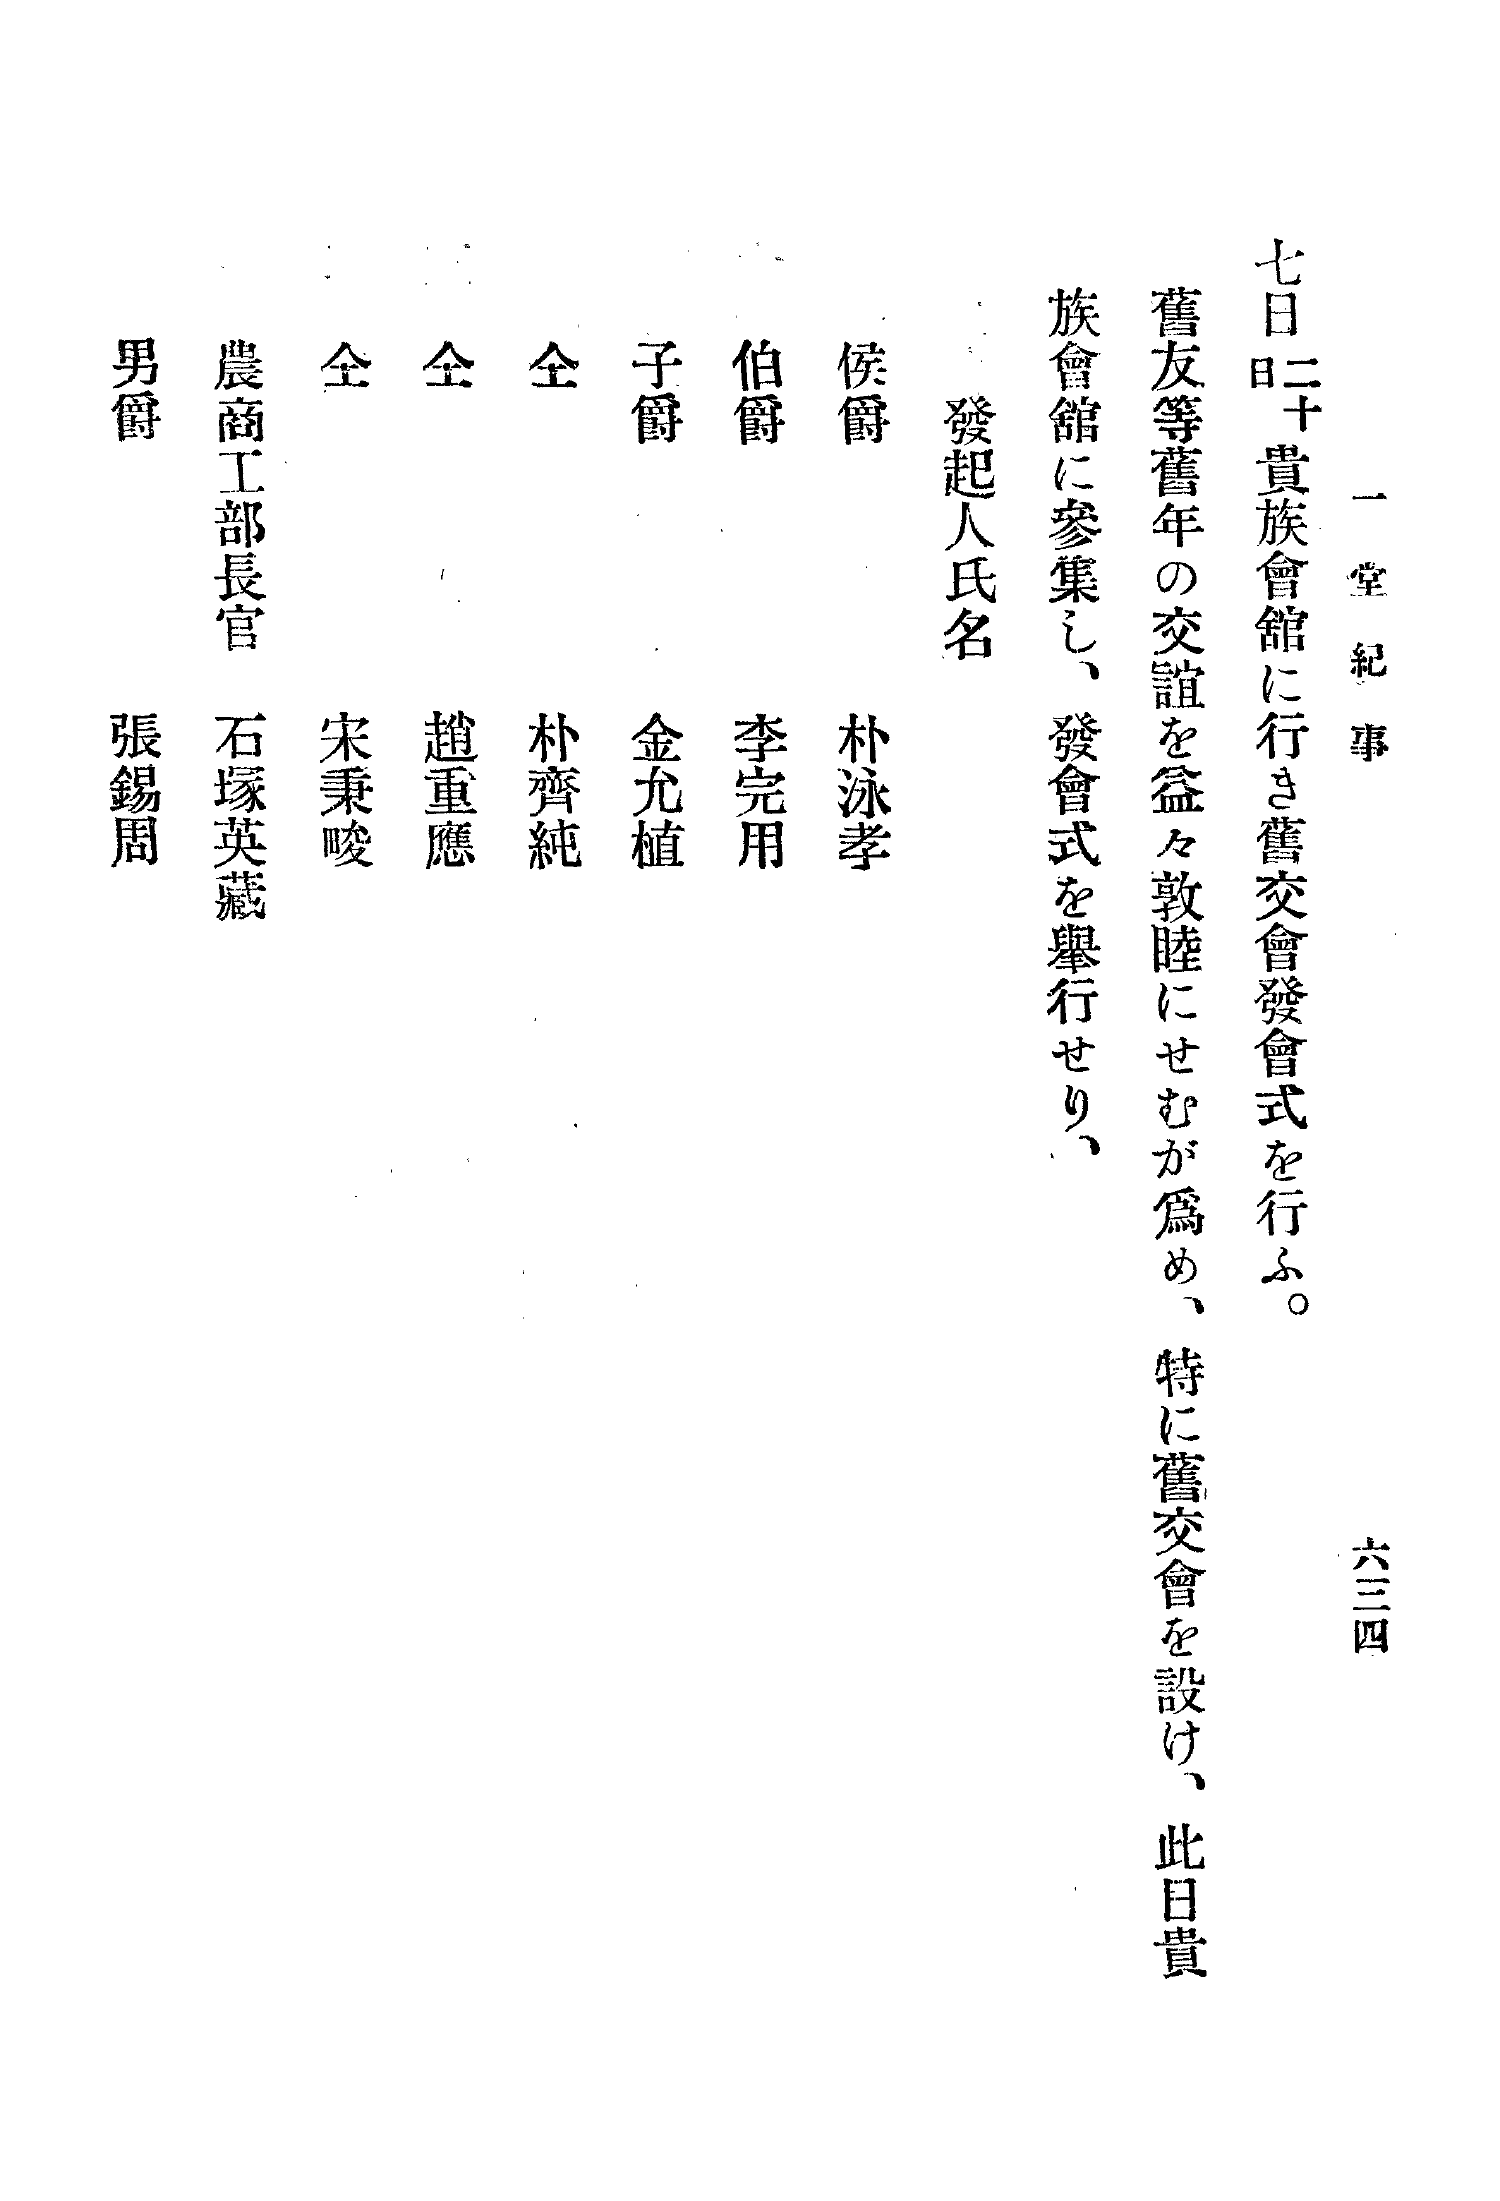 一堂紀事
六三四
七日二十日貴族會舘に行き舊交會發會式を行ふ。
舊友等舊年の交誼を益々敦睦にせむが爲め、特に舊交會を設け、此日貴
族會舘に參集し、發會式を舉行せり、
發起人氏名
侯爵 朴泳孝
伯爵 李完用
子爵 金允植
仝 朴齊純
仝 趙重應
仝 宋秉畯
農商工部長官 石塚英藏
男爵 張錫周